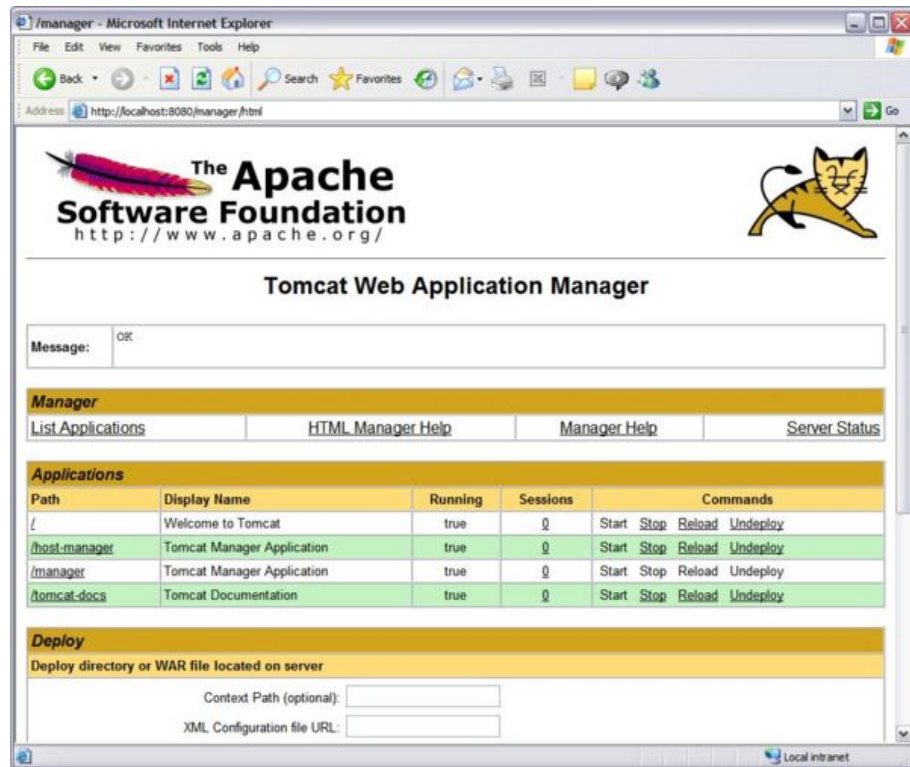 /manager - Microsoft Internet Explorer
File Edit View Favorites Tools Help
Back Search Favorites
Address http://localhost:8080/manager/html Go
The Apache
Software Foundation
http://www.apache.org/
Tomcat Web Application Manager
Message: OK
Manager
List Applications HTML Manager Help Manager Help Server Status
Applications
Path Display Name Running Sessions Commands
/ Welcome to Tomcat true 0 Start Stop Reload Undeploy
/host-manager Tomcat Manager Application true 0 Start Stop Reload Undeploy
/manager Tomcat Manager Application true 0 Start Stop Reload Undeploy
/tomcat-docs Tomcat Documentation true 0 Start Stop Reload Undeploy
Deploy
Deploy directory or WAR file located on server
Context Path (optional):
XML Configuration file URL:
Local intranet